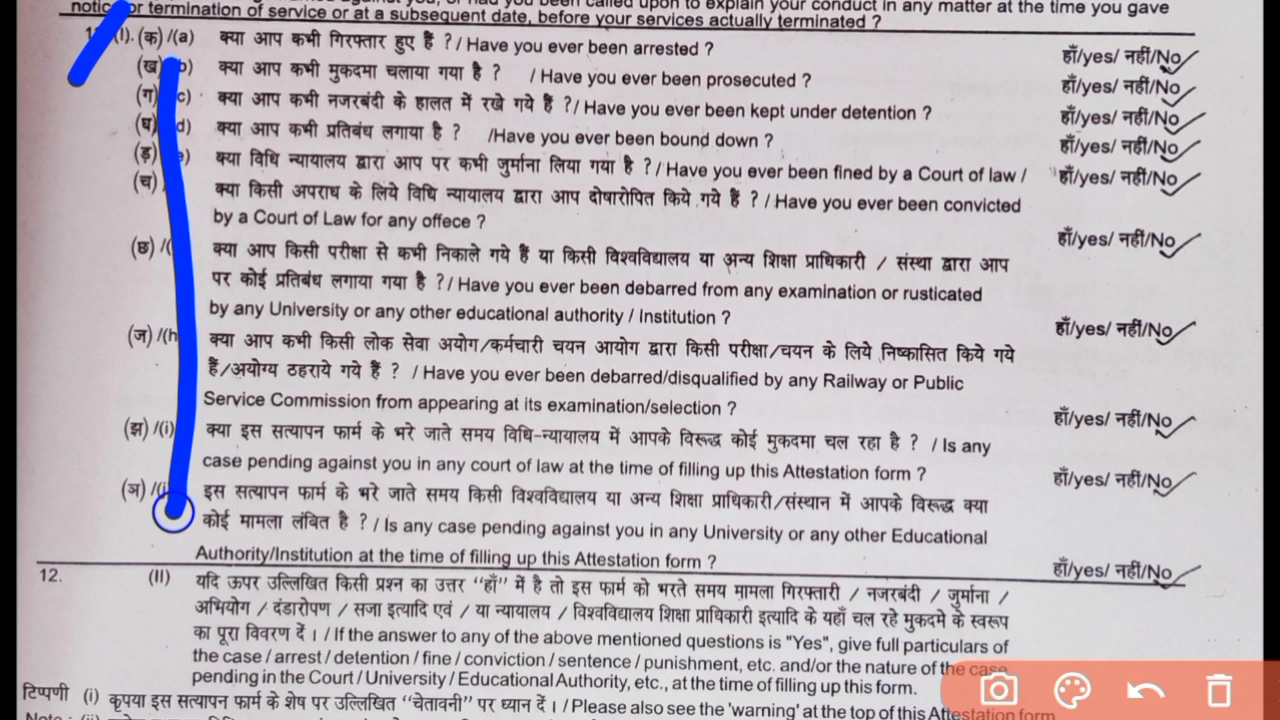 notice or termination of service or at a subsequent date, before your services actually terminated ?
(I). (क) /(a) क्या आप कभी गिरफ्तार हुए हैं ? / Have you ever been arrested ? हाँ/yes/ नहीं/No
(ख) b) क्या आप कभी मुकदमा चलाया गया है ? / Have you ever been prosecuted ? हाँ/yes/ नहीं/No
(ग) c) क्या आप कभी नजरबंदी के हालत में रखे गये हैं ?/ Have you ever been kept under detention ? हाँ/yes/ नहीं/No
(घ) d) क्या आप कभी प्रतिबंध लगाया है ? /Have you ever been bound down ? हाँ/yes/ नहीं/No
(ड़) क्या विधि न्यायालय द्वारा आप पर कभी जुर्माना लिया गया है ?/ Have you ever been fined by a Court of law / हाँ/yes/ नहीं/No
(च) क्या किसी अपराध के लिये विधि न्यायालय द्वारा आप दोषारोपित किये गये हैं ? / Have you ever been convicted
by a Court of Law for any offece ? हाँ/yes/ नहीं/No
(छ) /( क्या आप किसी परीक्षा से कभी निकाले गये हैं या किसी विश्वविद्यालय या अन्य शिक्षा प्राधिकारी / संस्था द्वारा आप
पर कोई प्रतिबंध लगाया गया है ?/ Have you ever been debarred from any examination or rusticated
by any University or any other educational authority / Institution ? हाँ/yes/ नहीं/No
(ज) /(h क्या आप कभी किसी लोक सेवा अयोग/कर्मचारी चयन आयोग द्वारा किसी परीक्षा/चयन के लिये निष्कासित किये गये
हैं/अयोग्य ठहराये गये हैं ? / Have you ever been debarred/disqualified by any Railway or Public
Service Commission from appearing at its examination/selection ? हाँ/yes/ नहीं/No
(झ) /(i) क्या इस सत्यापन फार्म के भरे जाते समय विधि-न्यायालय में आपके विरूद्ध कोई मुकदमा चल रहा है ? / Is any
case pending against you in any court of law at the time of filling up this Attestation form ? हाँ/yes/ नहीं/No
(ञ) /( इस सत्यापन फार्म के भरे जाते समय किसी विश्वविद्यालय या अन्य शिक्षा प्राधिकारी/संस्थान में आपके विरूद्ध क्या
कोई मामला लंबित है ? / Is any case pending against you in any University or any other Educational
Authority/Institution at the time of filling up this Attestation form ? हाँ/yes/ नहीं/No
12. (II) यदि ऊपर उल्लिखित किसी प्रश्न का उत्तर "हाँ" में है तो इस फार्म को भरते समय मामला गिरफ्तारी / नजरबंदी / जुर्माना /
अभियोग / दंडारोपण / सजा इत्यादि एवं / या न्यायालय / विश्वविद्यालय शिक्षा प्राधिकारी इत्यादि के यहाँ चल रहे मुकदमे के स्वरूप
का पूरा विवरण दें । / If the answer to any of the above mentioned questions is "Yes", give full particulars of
the case / arrest / detention / fine / conviction / sentence / punishment, etc. and/or the nature of the case
pending in the Court / University / Educational Authority, etc., at the time of filling up this form.
टिप्पणी (i) कृपया इस सत्यापन फार्म के शेष पर उल्लिखित "चेतावनी" पर ध्यान दें । / Please also see the 'warning' at the top of this Attestation form